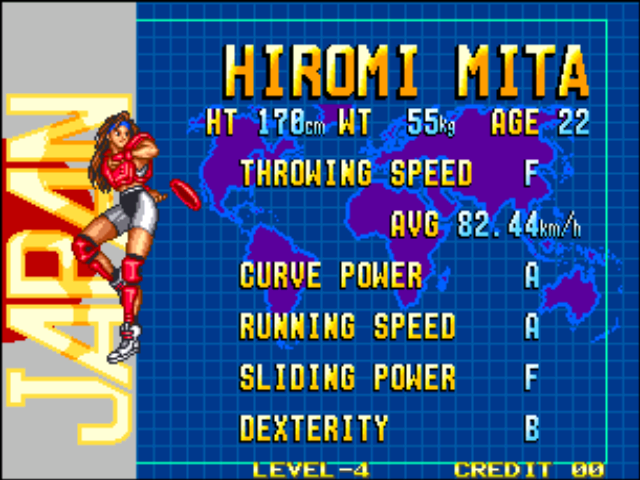 JAPAN
HIROMI MITA
HT 170cm WT 55kg AGE 22
THROWING SPEED F
AVG 82.44km/h
CURVE POWER A
RUNNING SPEED A
SLIDING POWER F
DEXTERITY B
LEVEL-4 CREDIT 00